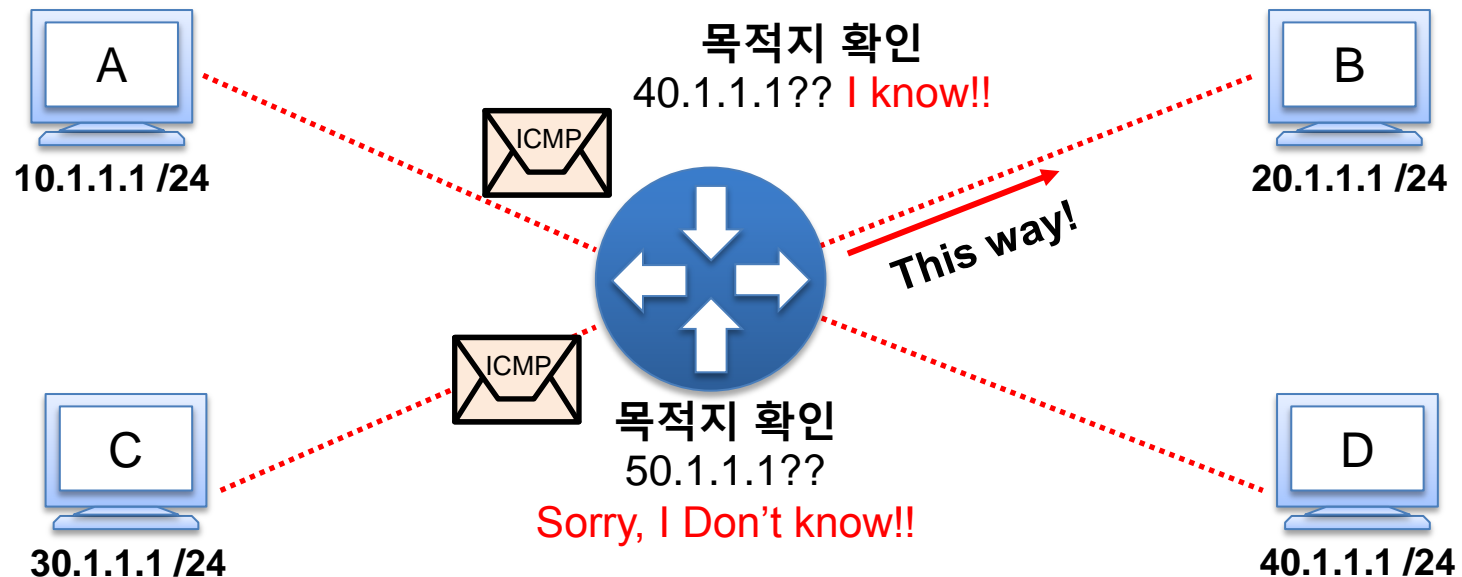 A
10.1.1.1 /24
ICMP
목적지 확인
40.1.1.1?? I know!!
B
20.1.1.1 /24
This way!
C
30.1.1.1 /24
ICMP
목적지 확인
50.1.1.1??
Sorry, I Don’t know!!
D
40.1.1.1 /24